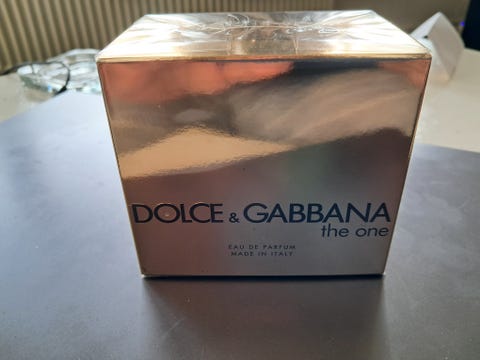 DOLCE & GABBANA
the one
EAU DE PARFUM
MADE IN ITALY